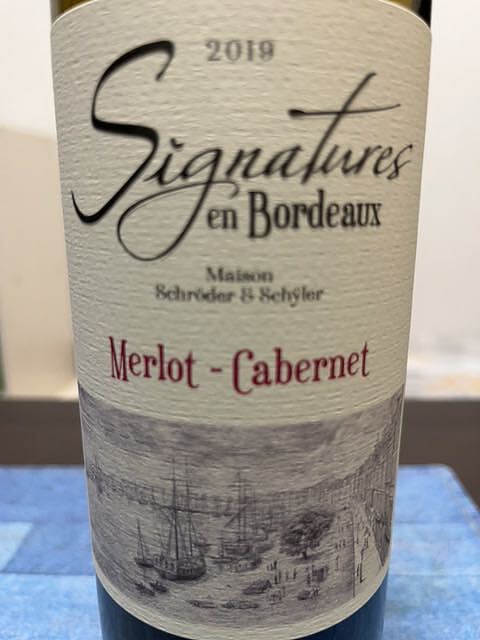 2019
Signatures
en Bordeaux
Maison
Schröder & Schÿler
Merlot - Cabernet